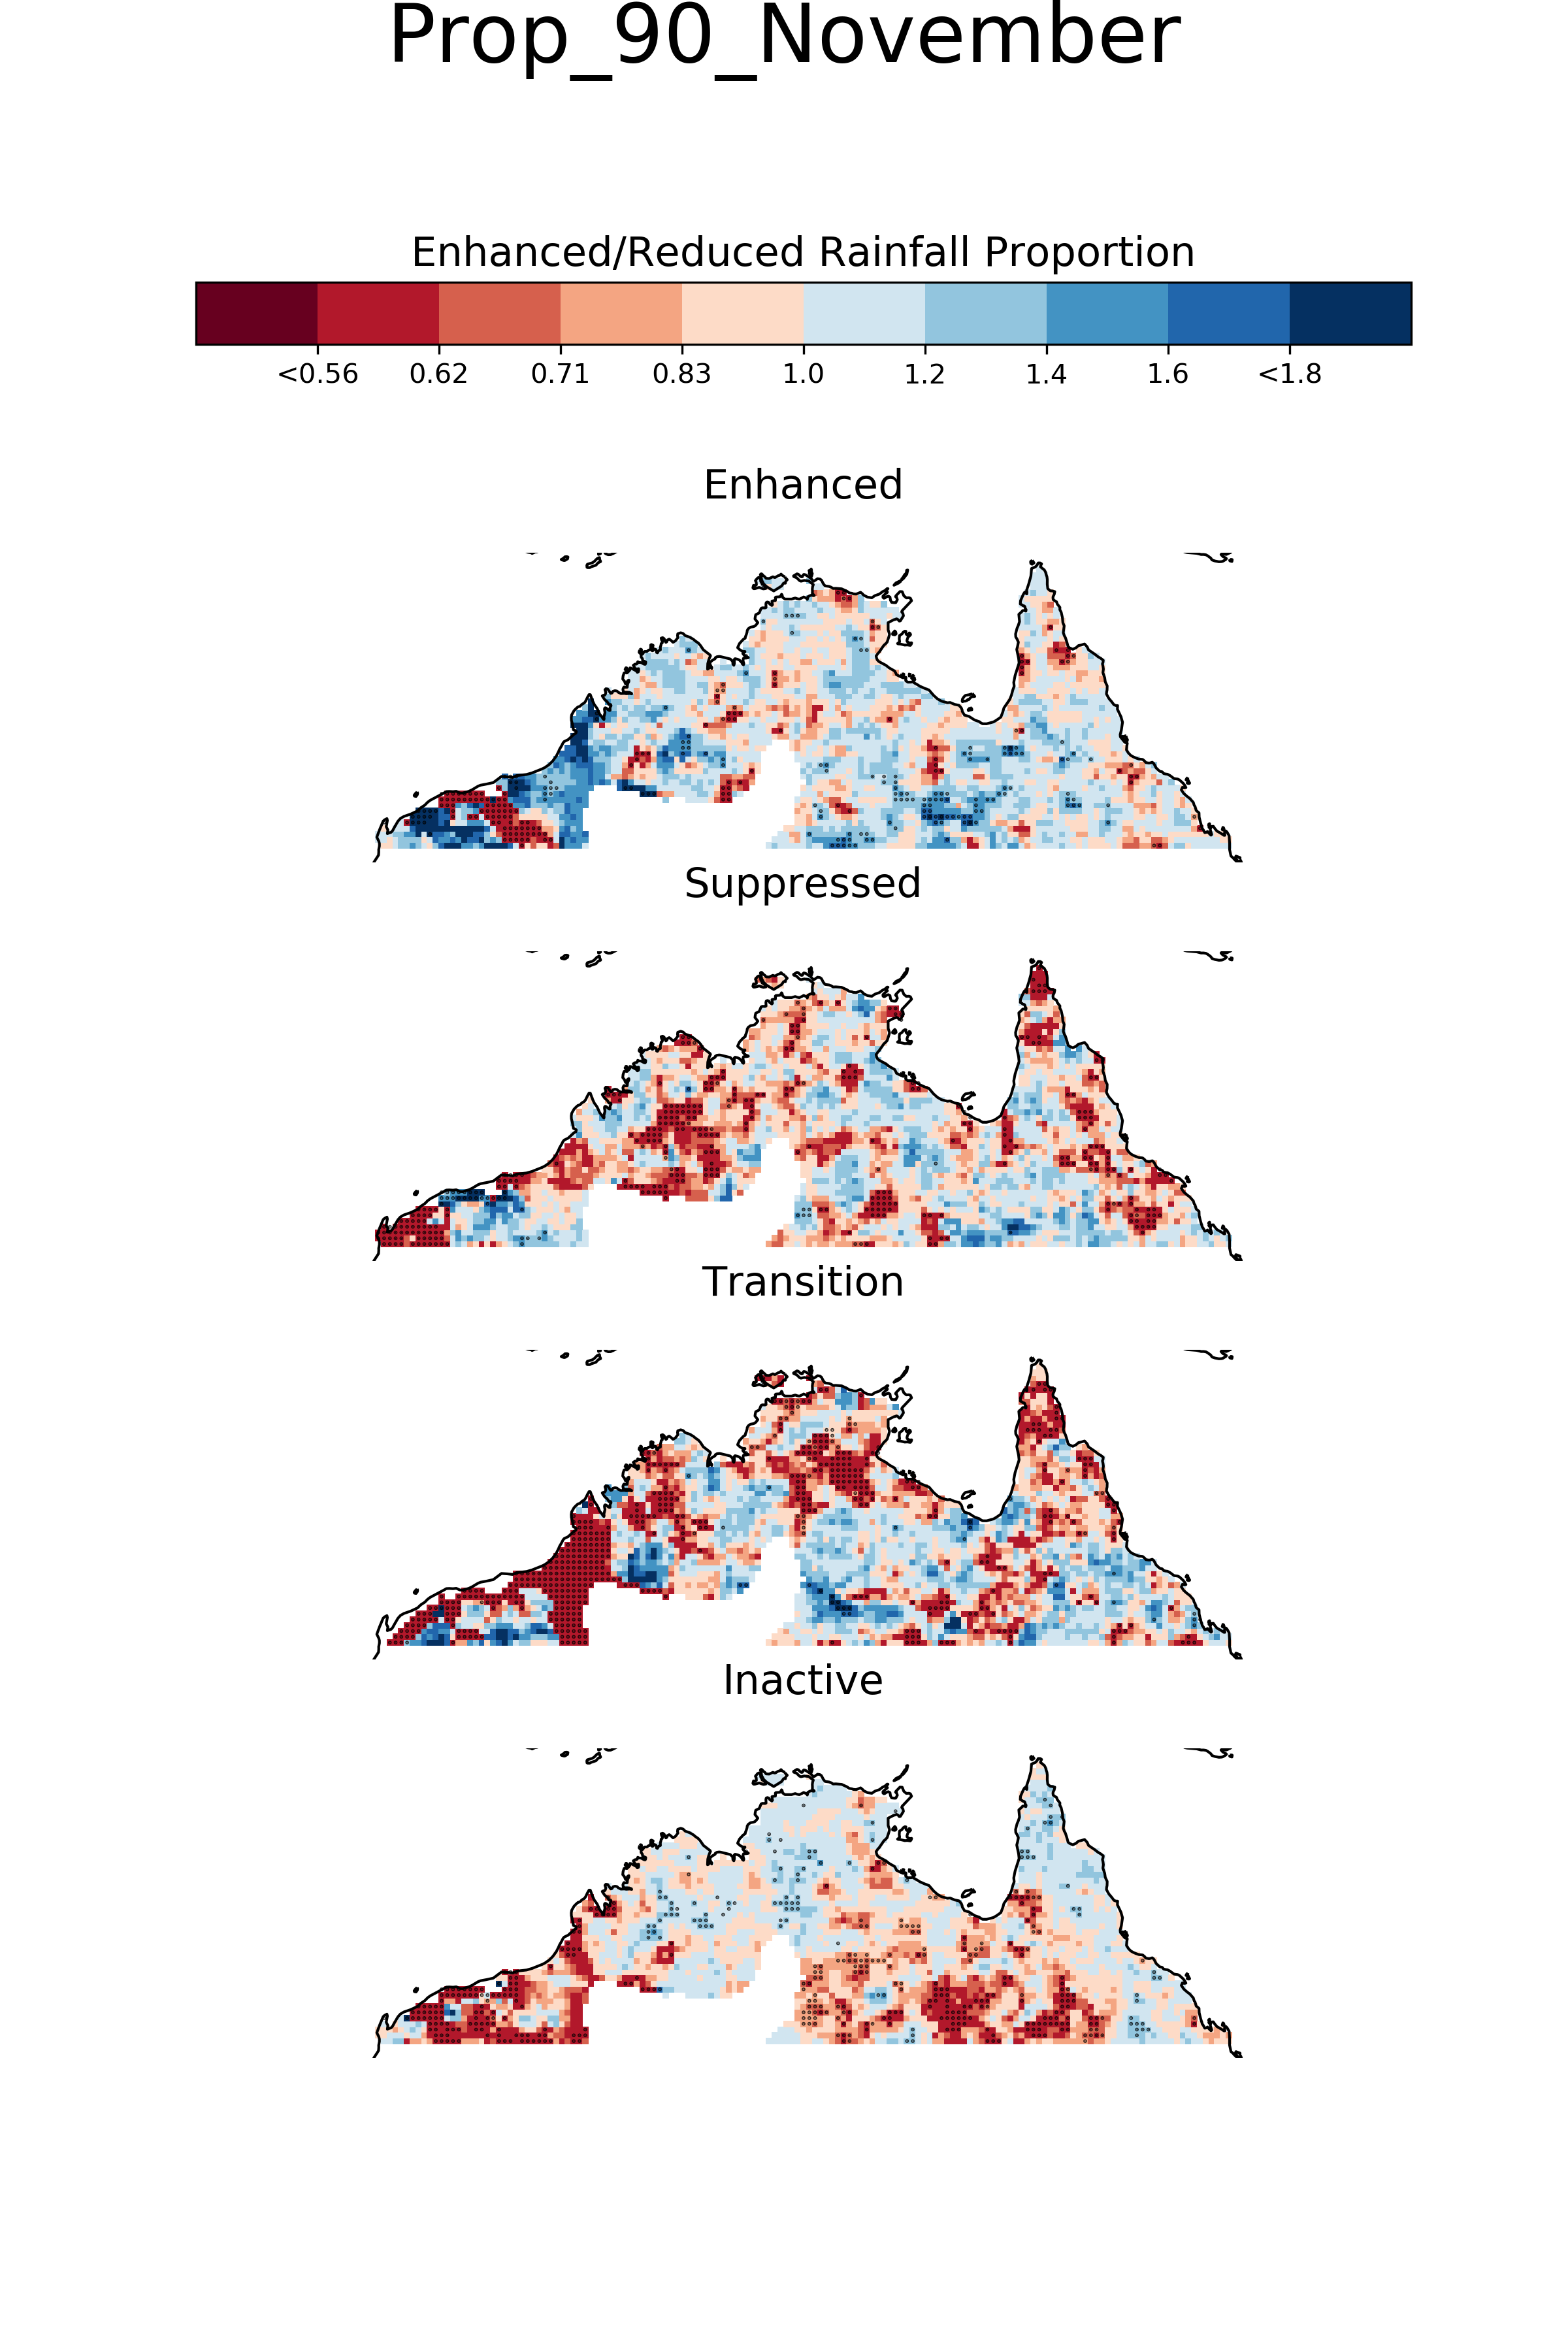 Prop_90_November
Enhanced/Reduced Rainfall Proportion
<0.56 0.62 0.71 0.83 1.0 1.2 1.4 1.6 <1.8
Enhanced
Suppressed
Transition
Inactive